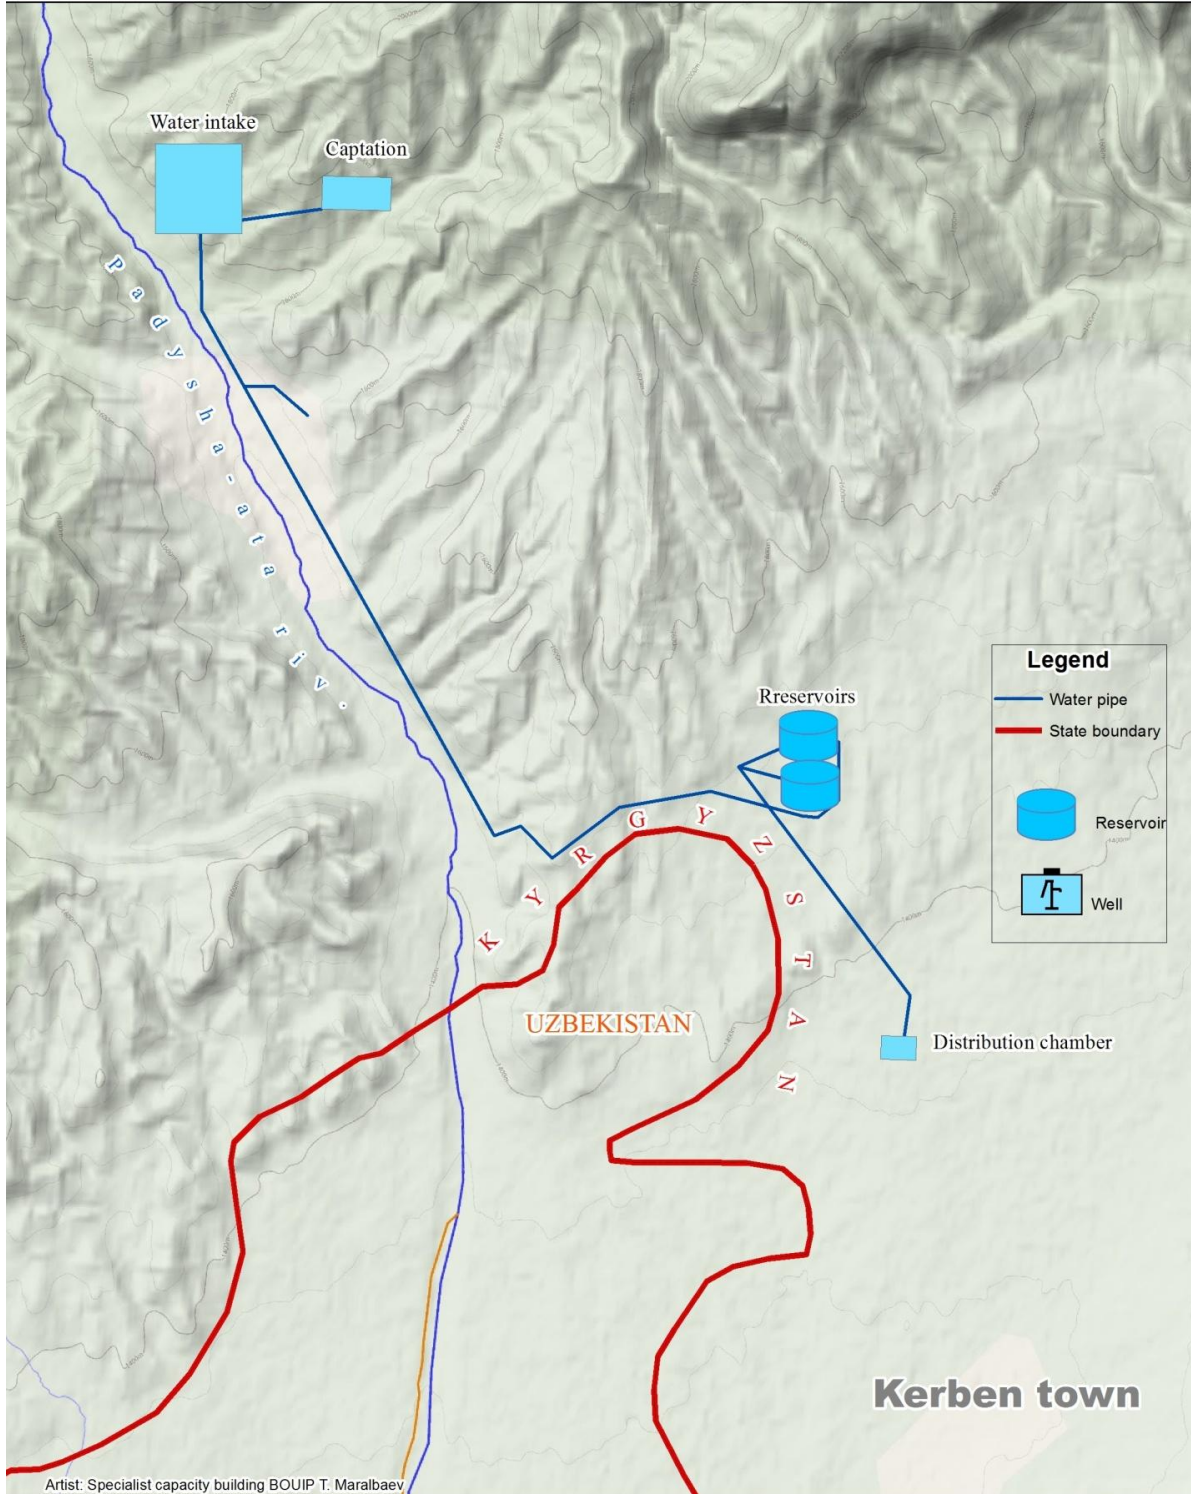 Water intake
Captation
Padysha-ata riv.
Rreservoirs
Legend
Water pipe
State boundary
Reservoir
Well
KYRGYZSTAN
UZBEKISTAN
Distribution chamber
Kerben town
Artist: Specialist capacity building BOUIP T. Maralbaev